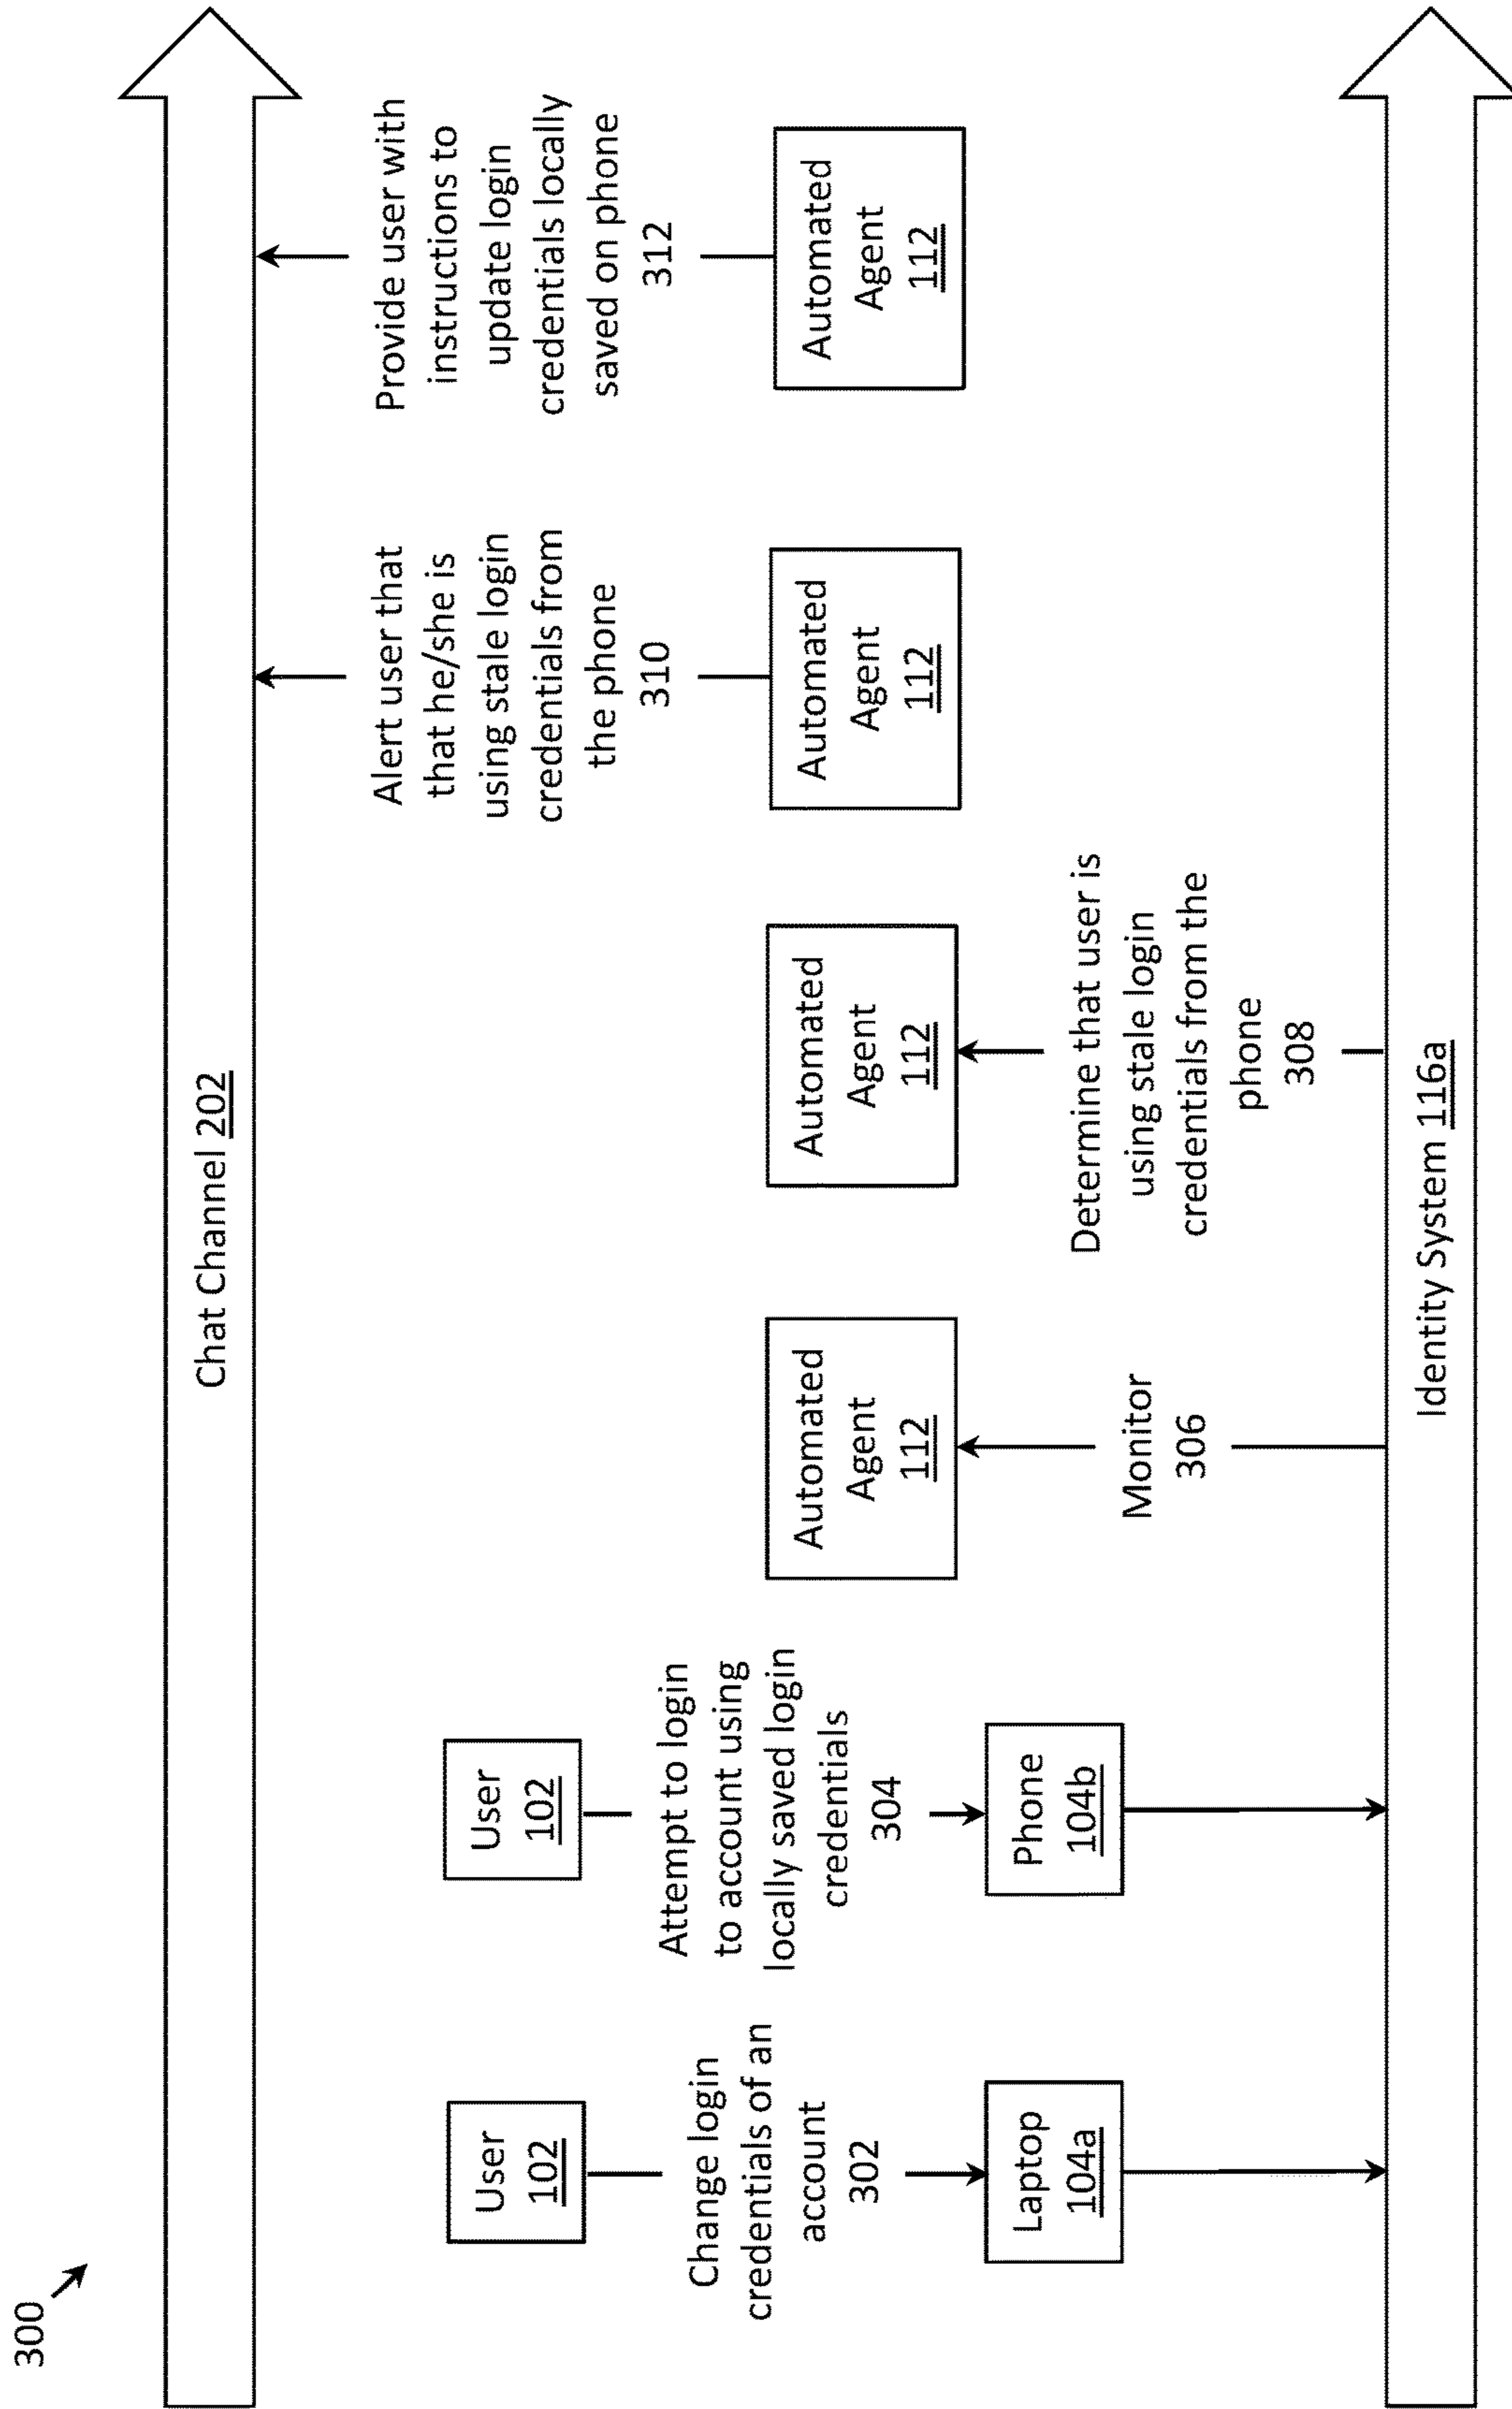 300
Chat Channel 202
User
102
Change login
credentials of an
account
302
Laptop
104a
User
102
Attempt to login
to account using
locally saved login
credentials
304
Phone
104b
Automated
Agent
112
Monitor
306
Automated
Agent
112
Determine that user is
using stale login
credentials from the
phone
308
Alert user that
that he/she is
using stale login
credentials from
the phone
310
Automated
Agent
112
Provide user with
instructions to
update login
credentials locally
saved on phone
312
Automated
Agent
112
Identity System 116a